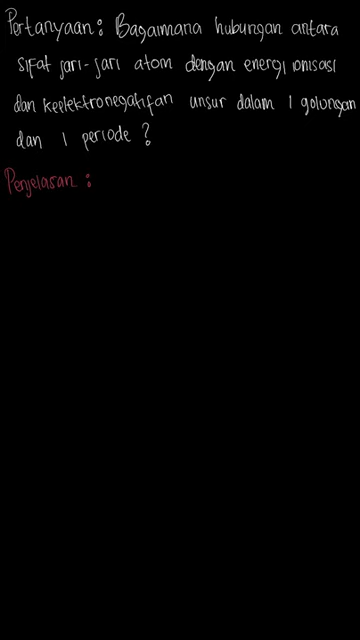 Pertanyaan : Bagaimana hubungan antara
sifat jari-jari atom dengan energi ionisasi
dan keelektronegatifan unsur dalam 1 golongan
dan 1 periode ?
Penjelasan :